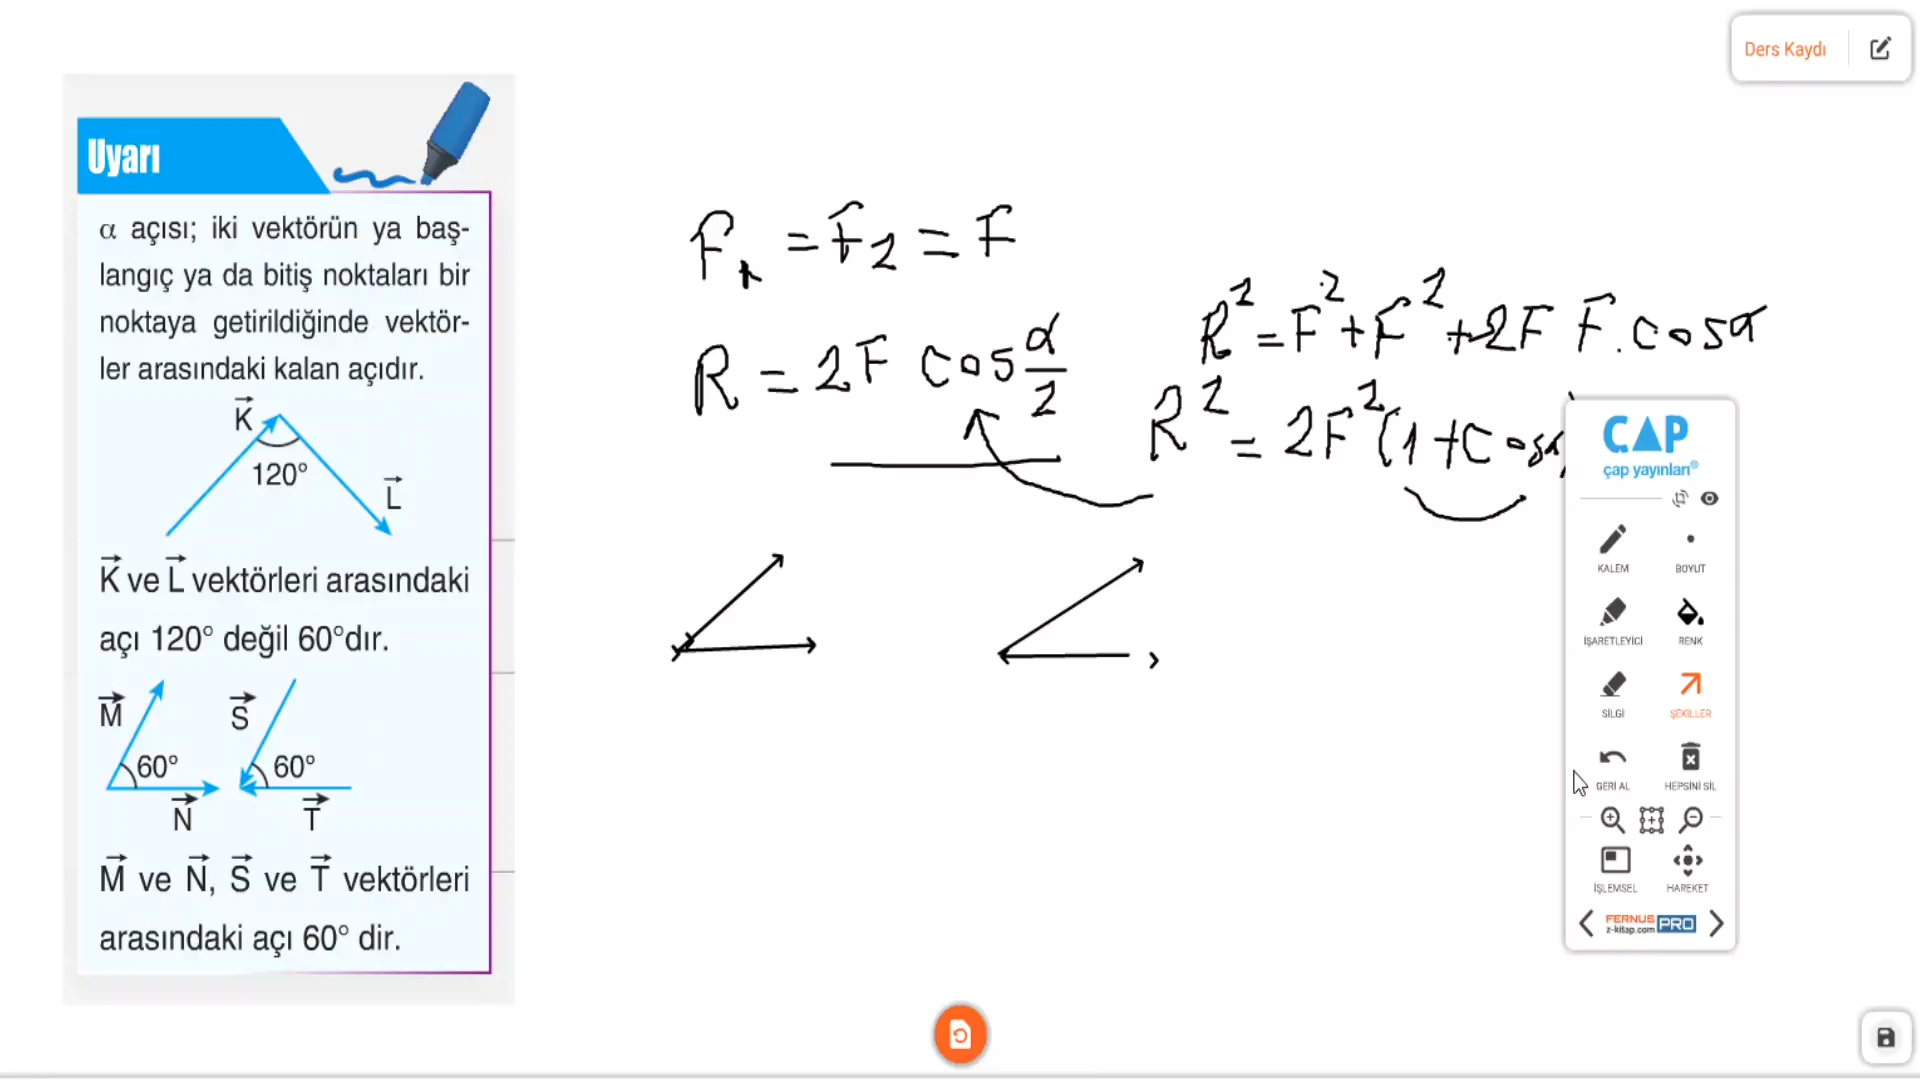 Ders Kaydı
Uyarı
α açısı; iki vektörün ya baş-
langıç ya da bitiş noktaları bir
noktaya getirildiğinde vektör-
ler arasındaki kalan açıdır.
K
120°
L
K ve L vektörleri arasındaki
açı 120° değil 60°dır.
M
60°
N
S
60°
T
M ve N, S ve T vektörleri
arasındaki açı 60° dir.
F₁ = F₂ = F
R = 2F cos α/2
R² = F² + F² + 2F F.cosα
R² = 2F² (1 + cosα)
CAP
çap yayınları®
KALEM
BOYUT
İŞARETLEYİCİ
RENK
SİLGİ
ŞEKİLLER
GERİ AL
HEPSİNİ SİL
İŞLEMSEL
HAREKET
FERNUS
z-kitap.com PRO